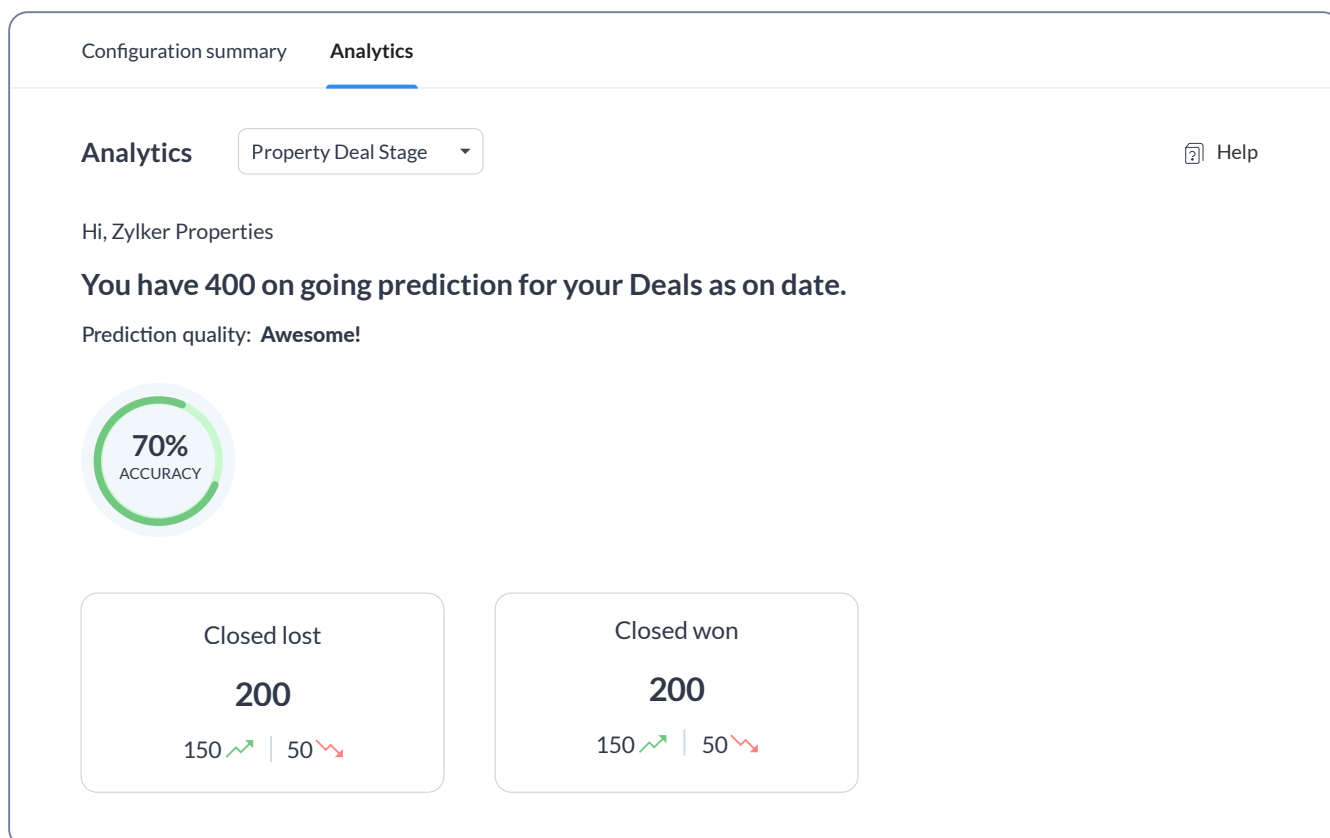 Configuration summary Analytics
Analytics Property Deal Stage Help
Hi, Zylker Properties
You have 400 on going prediction for your Deals as on date.
Prediction quality: Awesome!
70%
ACCURACY
Closed lost
200
150 50
Closed won
200
150 50